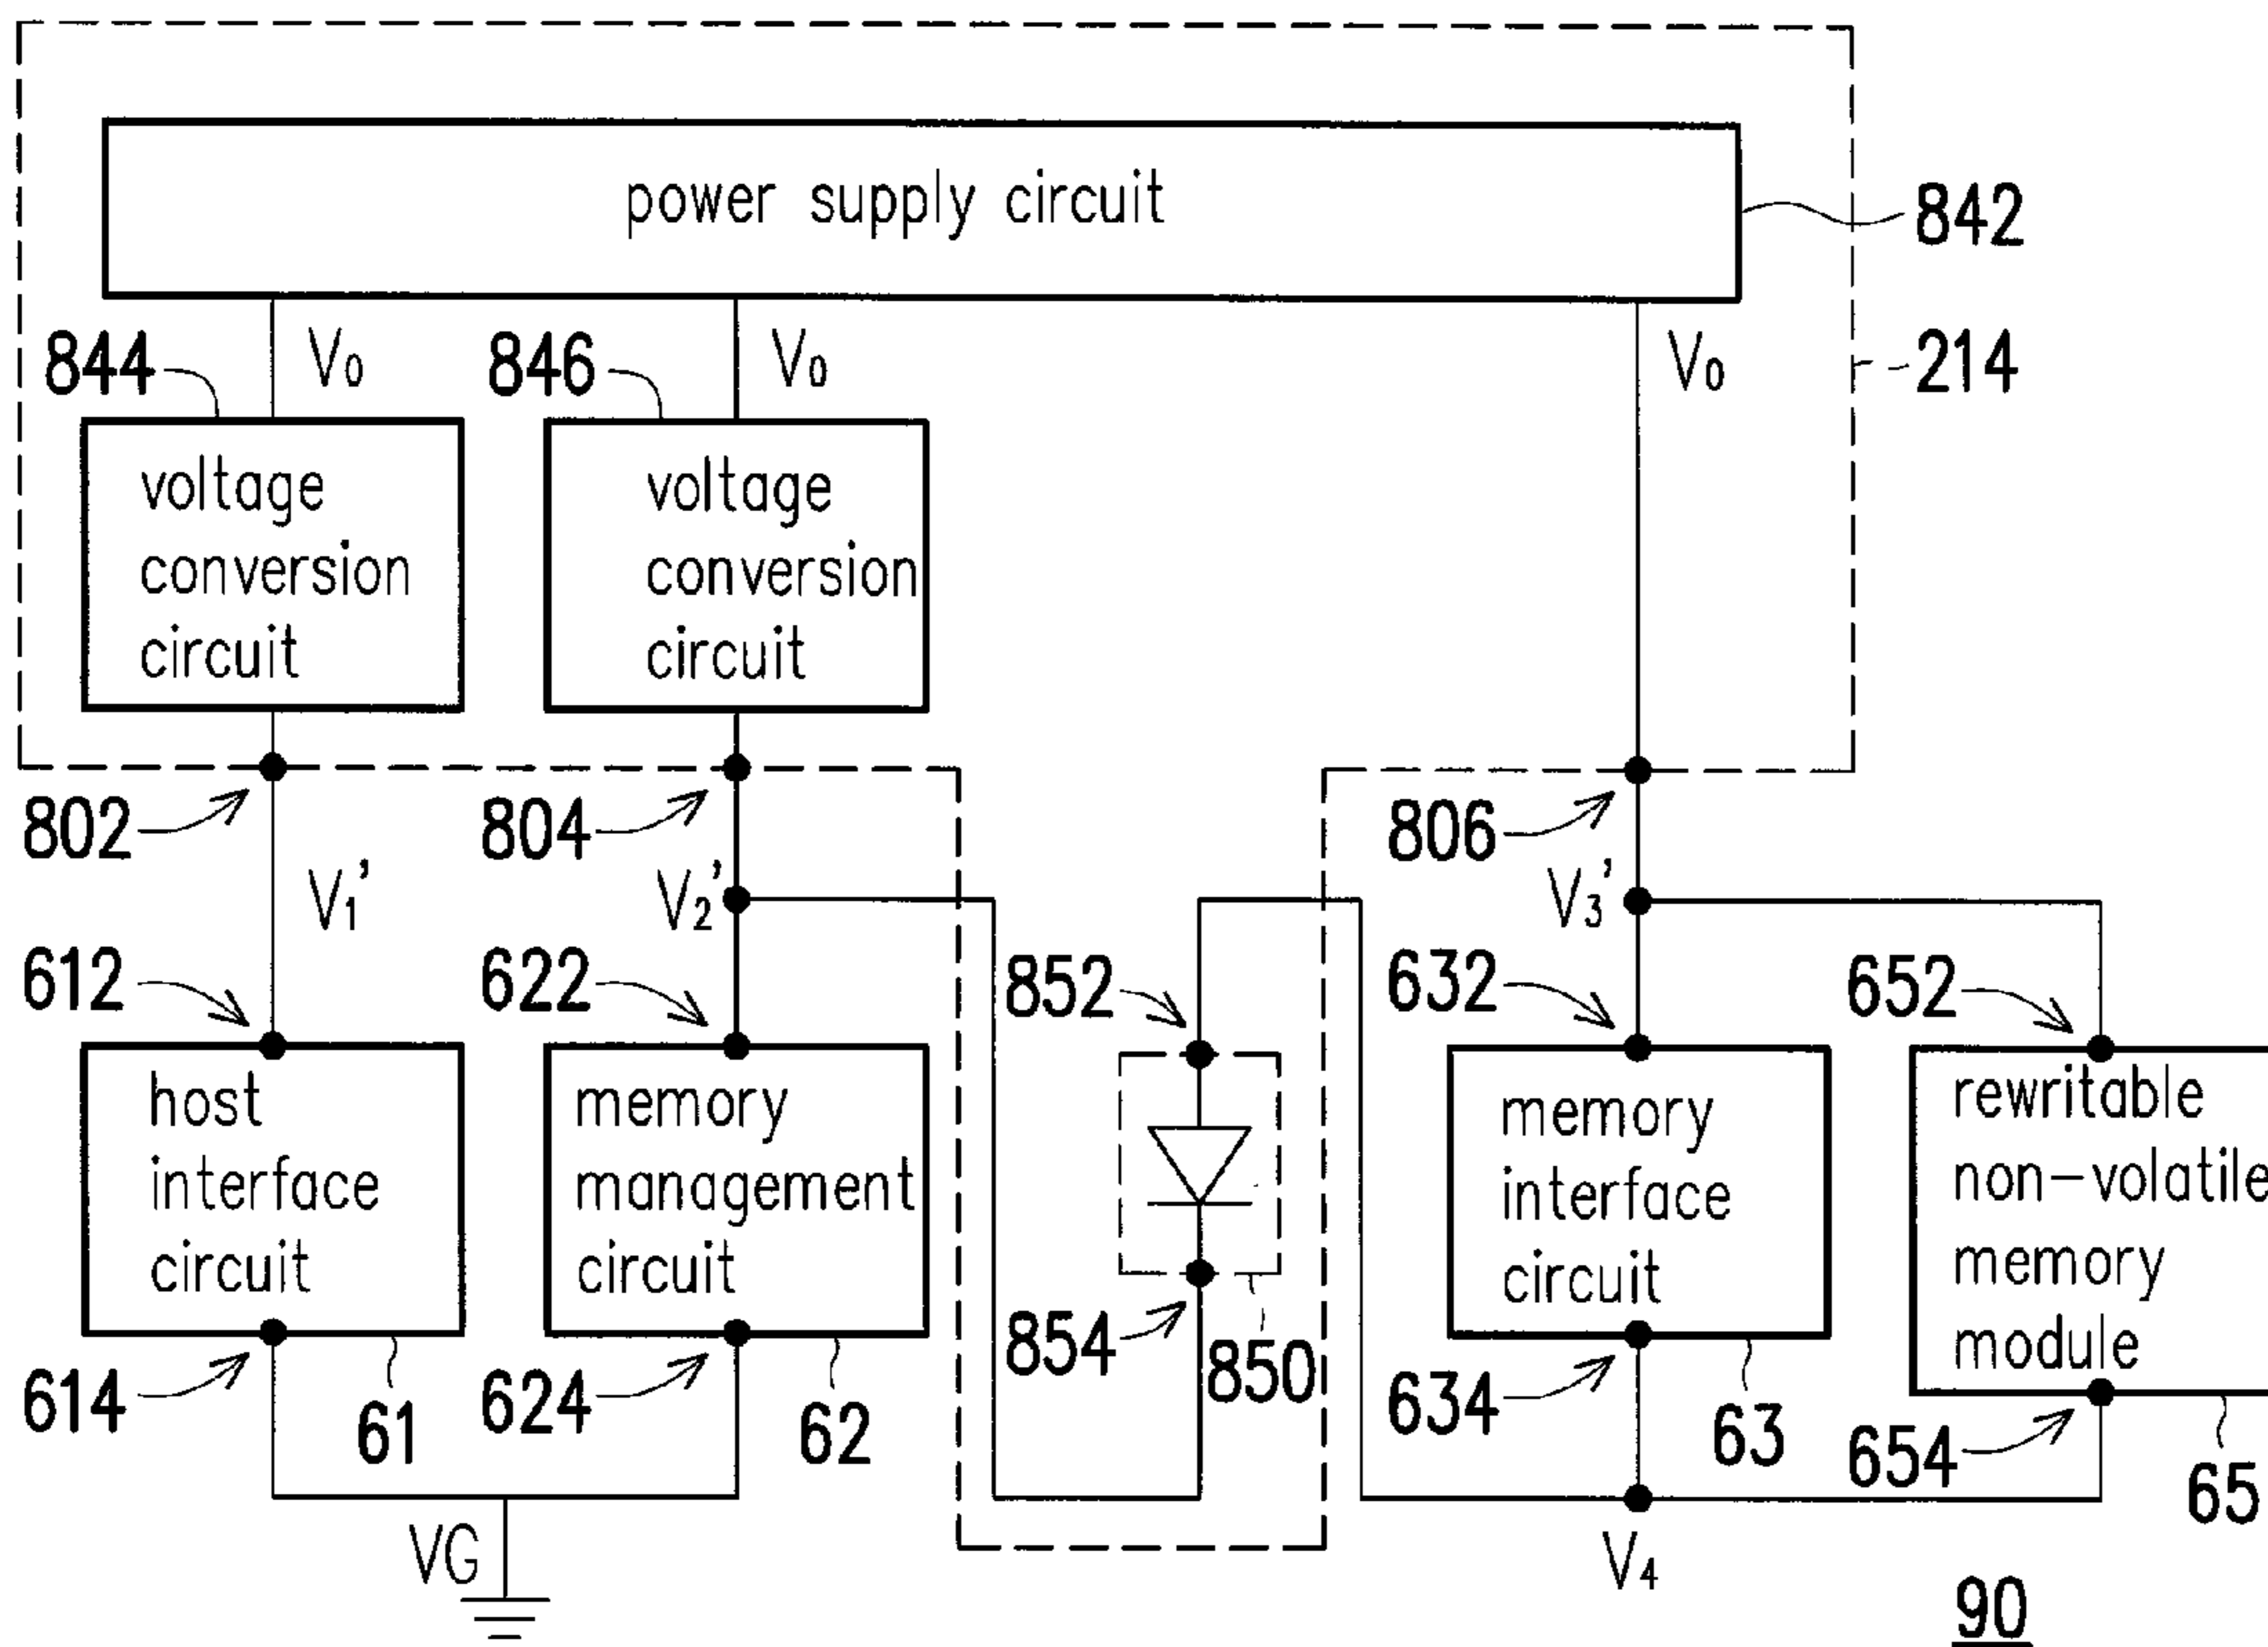 power supply circuit
842
844
V0
846
V0
V0
214
voltage
conversion
circuit
voltage
conversion
circuit
802
804
806
V1'
V2'
V3'
612
622
852
632
652
host
interface
circuit
memory
management
circuit
memory
interface
circuit
rewritable
non-volatile
memory
module
614
61
624
62
854
850
634
63
654
65
VG
V4
90